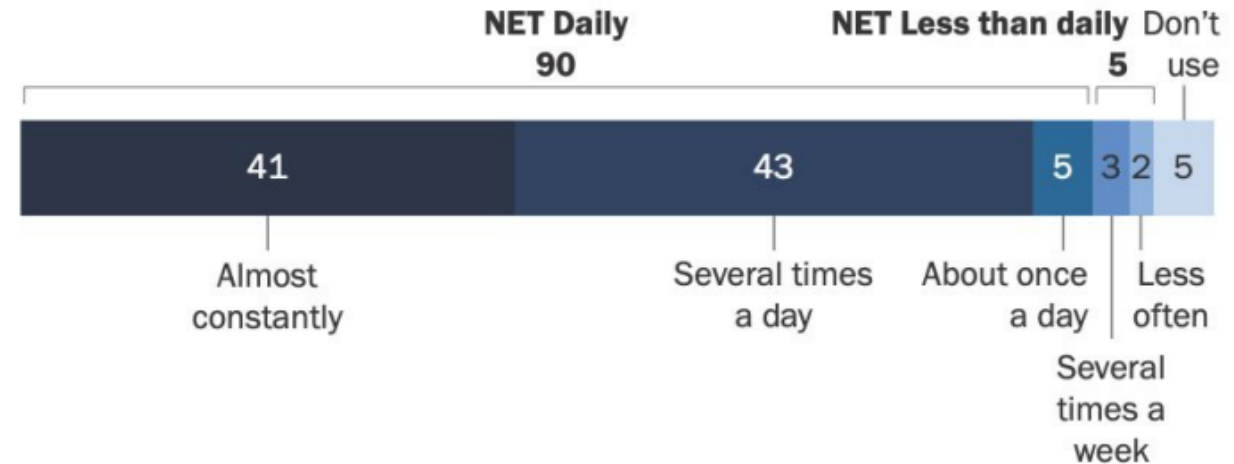 NET Daily
90
NET Less than daily
5
Don't
use
41
43
5
3
2
5
Almost
constantly
Several times
a day
About once
a day
Less
often
Several
times a
week